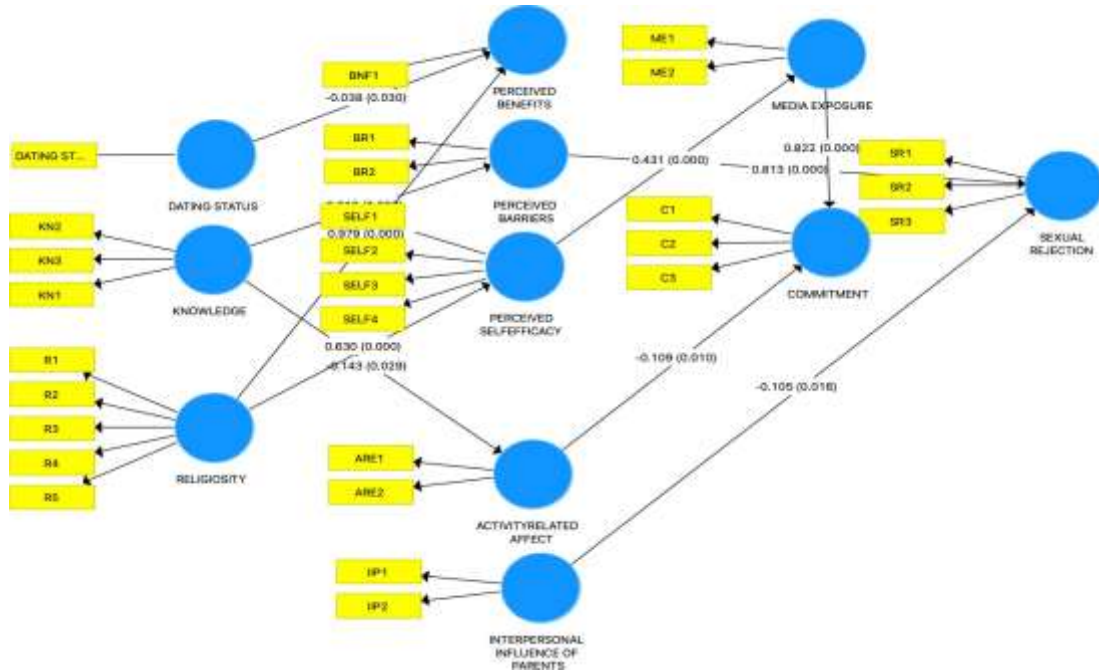 ME1
ME2
MEDIA EXPOSURE
BNF1
-0.038 (0.030)
PERCEIVED
BENEFITS
DATING ST...
DATING STATUS
BR1
BR2
PERCEIVED
BARRIERS
0.431 (0.000)
0.822 (0.000)
0.813 (0.000)
SR1
SR2
SR3
SEXUAL
REJECTION
KN2
KN3
KN1
KNOWLEDGE
SELF1
0.979 (0.000)
SELF2
SELF3
SELF4
PERCEIVED
SELFEFFICACY
C1
C2
C3
COMMITMENT
0.630 (0.000)
-0.143 (0.029)
-0.109 (0.010)
-0.105 (0.016)
R1
R2
R3
R4
R5
RELIGIOSITY
ARE1
ARE2
ACTIVITYRELATED
AFFECT
IIP1
IIP2
INTERPERSONAL
INFLUENCE OF
PARENTS